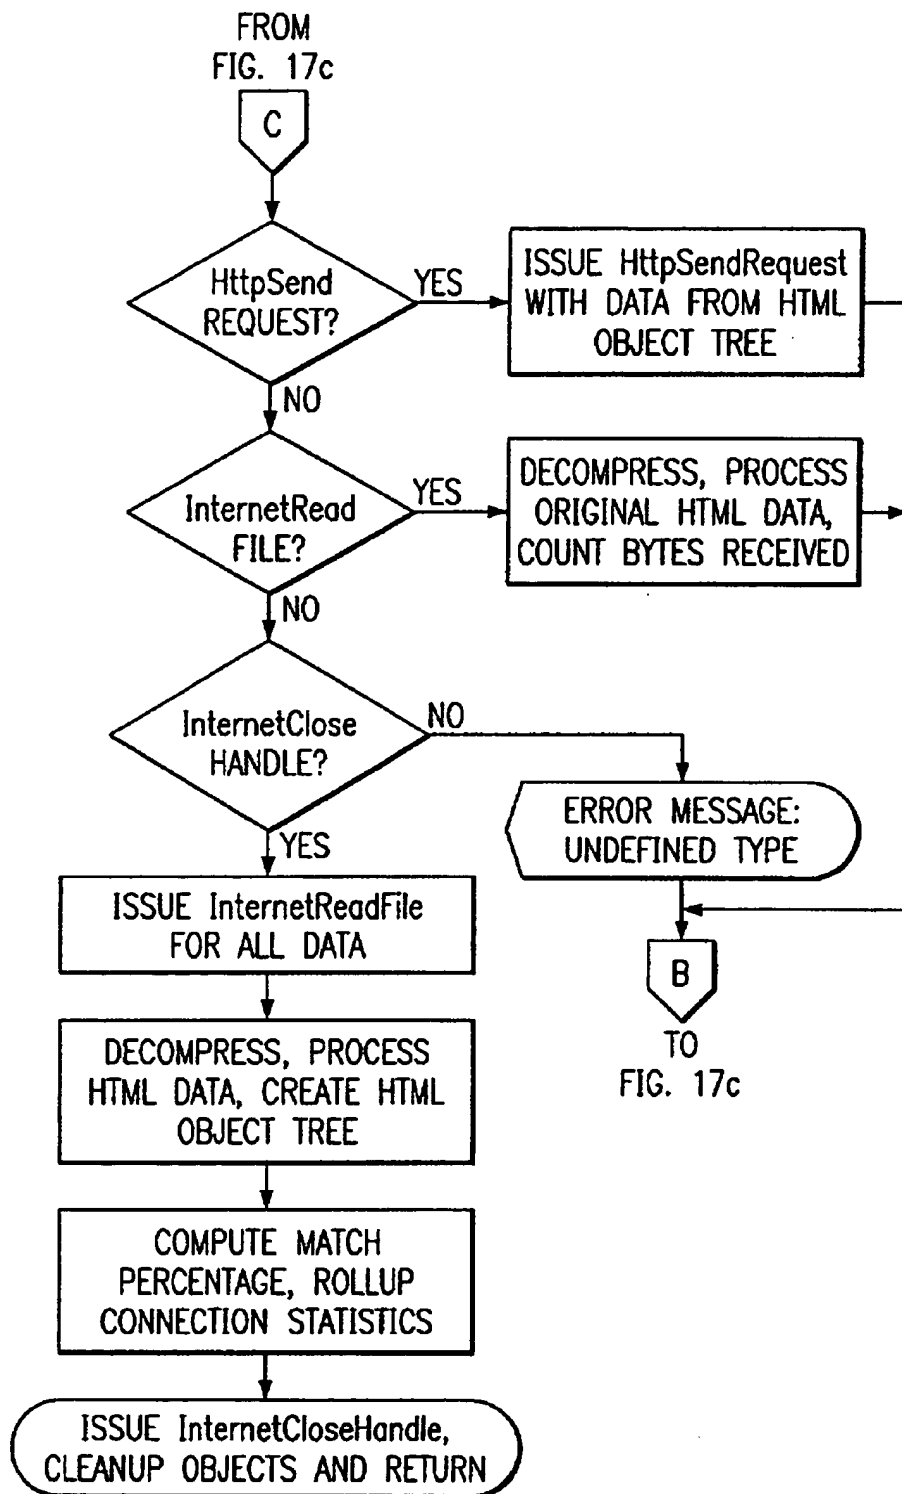 FROM
FIG. 17c
C
HttpSend
REQUEST?
YES
ISSUE HttpSendRequest
WITH DATA FROM HTML
OBJECT TREE
NO
InternetRead
FILE?
YES
DECOMPRESS, PROCESS
ORIGINAL HTML DATA,
COUNT BYTES RECEIVED
NO
InternetClose
HANDLE?
NO
ERROR MESSAGE:
UNDEFINED TYPE
B
TO
FIG. 17c
YES
ISSUE InternetReadFile
FOR ALL DATA
DECOMPRESS, PROCESS
HTML DATA, CREATE HTML
OBJECT TREE
COMPUTE MATCH
PERCENTAGE, ROLLUP
CONNECTION STATISTICS
ISSUE InternetCloseHandle,
CLEANUP OBJECTS AND RETURN